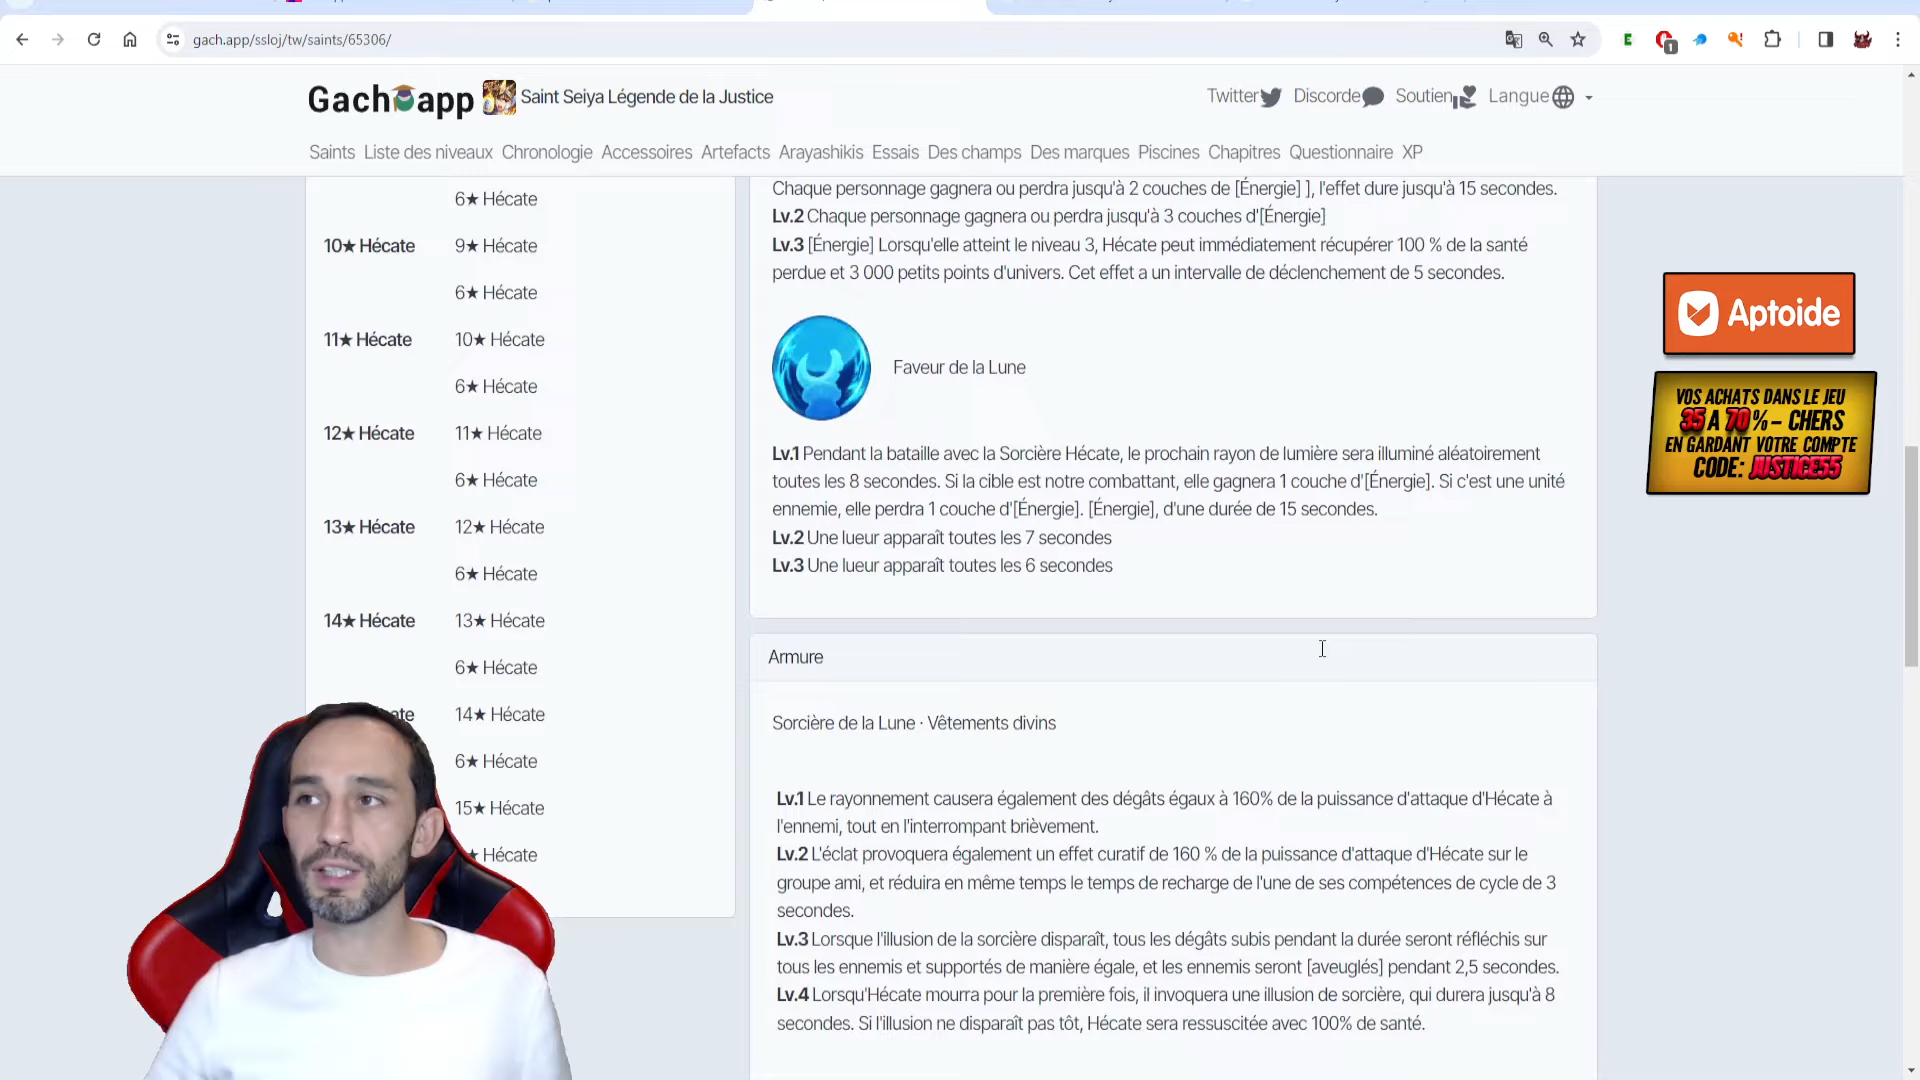 gach.app/ssloj/tw/saints/65306/
Gach app Saint Seiya Légende de la Justice
Twitter Discorde Soutien Langue
Saints Liste des niveaux Chronologie Accessoires Artefacts Arayashikis Essais Des champs Des marques Piscines Chapitres Questionnaire XP
6★ Hécate
10★ Hécate 9★ Hécate
6★ Hécate
11★ Hécate 10★ Hécate
6★ Hécate
12★ Hécate 11★ Hécate
6★ Hécate
13★ Hécate 12★ Hécate
6★ Hécate
14★ Hécate 13★ Hécate
6★ Hécate
14★ Hécate
6★ Hécate
15★ Hécate
★ Hécate
Chaque personnage gagnera ou perdra jusqu'à 2 couches de [Énergie] ], l'effet dure jusqu'à 15 secondes.
Lv.2 Chaque personnage gagnera ou perdra jusqu'à 3 couches d'[Énergie]
Lv.3 [Énergie] Lorsqu'elle atteint le niveau 3, Hécate peut immédiatement récupérer 100 % de la santé
perdue et 3 000 petits points d'univers. Cet effet a un intervalle de déclenchement de 5 secondes.
Faveur de la Lune
Lv.1 Pendant la bataille avec la Sorcière Hécate, le prochain rayon de lumière sera illuminé aléatoirement
toutes les 8 secondes. Si la cible est notre combattant, elle gagnera 1 couche d'[Énergie]. Si c'est une unité
ennemie, elle perdra 1 couche d'[Énergie]. [Énergie], d'une durée de 15 secondes.
Lv.2 Une lueur apparaît toutes les 7 secondes
Lv.3 Une lueur apparaît toutes les 6 secondes
Armure
Sorcière de la Lune · Vêtements divins
Lv.1 Le rayonnement causera également des dégâts égaux à 160% de la puissance d'attaque d'Hécate à
l'ennemi, tout en l'interrompant brièvement.
Lv.2 L'éclat provoquera également un effet curatif de 160 % de la puissance d'attaque d'Hécate sur le
groupe ami, et réduira en même temps le temps de recharge de l'une de ses compétences de cycle de 3
secondes.
Lv.3 Lorsque l'illusion de la sorcière disparaît, tous les dégâts subis pendant la durée seront réfléchis sur
tous les ennemis et supportés de manière égale, et les ennemis seront [aveuglés] pendant 2,5 secondes.
Lv.4 Lorsqu'Hécate mourra pour la première fois, il invoquera une illusion de sorcière, qui durera jusqu'à 8
secondes. Si l'illusion ne disparaît pas tôt, Hécate sera ressuscitée avec 100% de santé.
Aptoide
VOS ACHATS DANS LE JEU
35 A 70%- CHERS
EN GARDANT VOTRE COMPTE
CODE: JUSTICE55